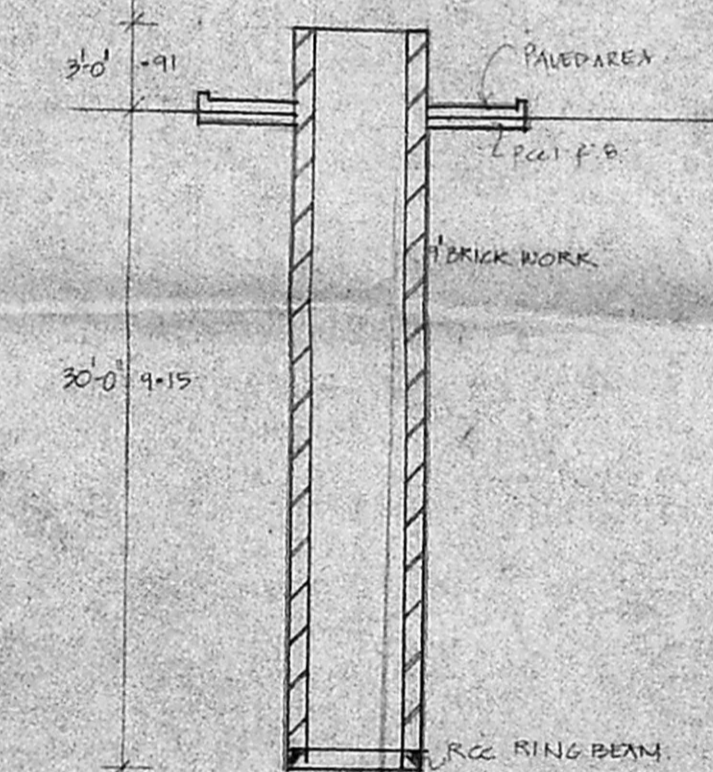 3'-0" .91
PAVED AREA
9" BRICK WORK
30'-0" 9.15
RCC RING BEAM